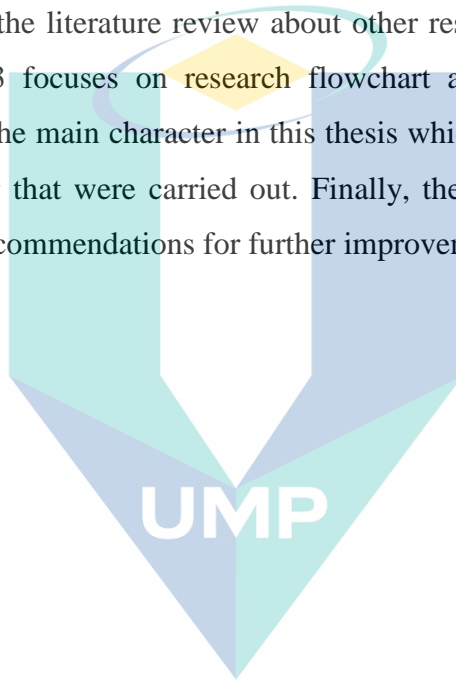 the literature review about other res
3 focuses on research flowchart a
he main character in this thesis whi
that were carried out. Finally, the
commendations for further improver
UMP